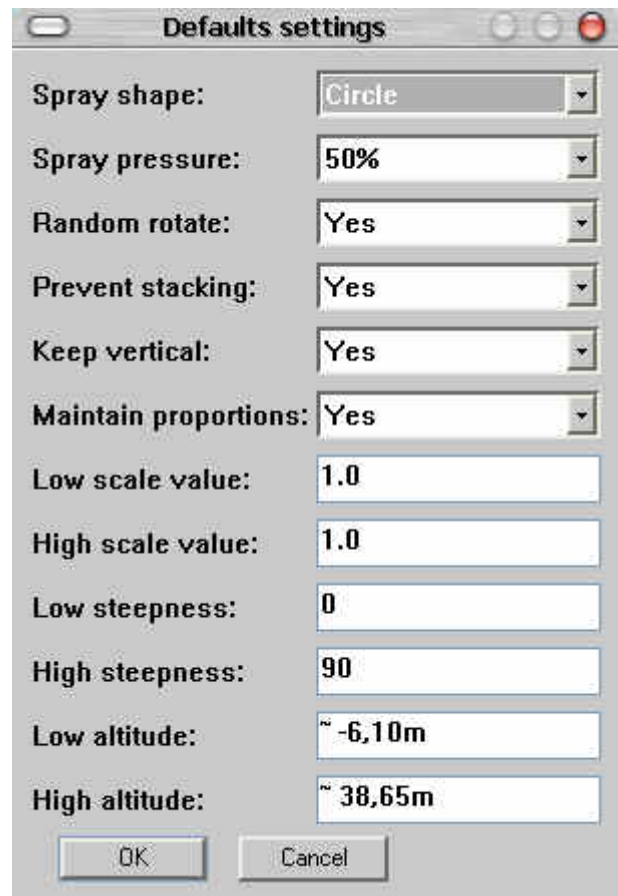 Defaults settings
Spray shape: Circle
Spray pressure: 50%
Random rotate: Yes
Prevent stacking: Yes
Keep vertical: Yes
Maintain proportions: Yes
Low scale value: 1.0
High scale value: 1.0
Low steepness: 0
High steepness: 90
Low altitude: ~ -6,10m
High altitude: ~ 38,65m
OK Cancel